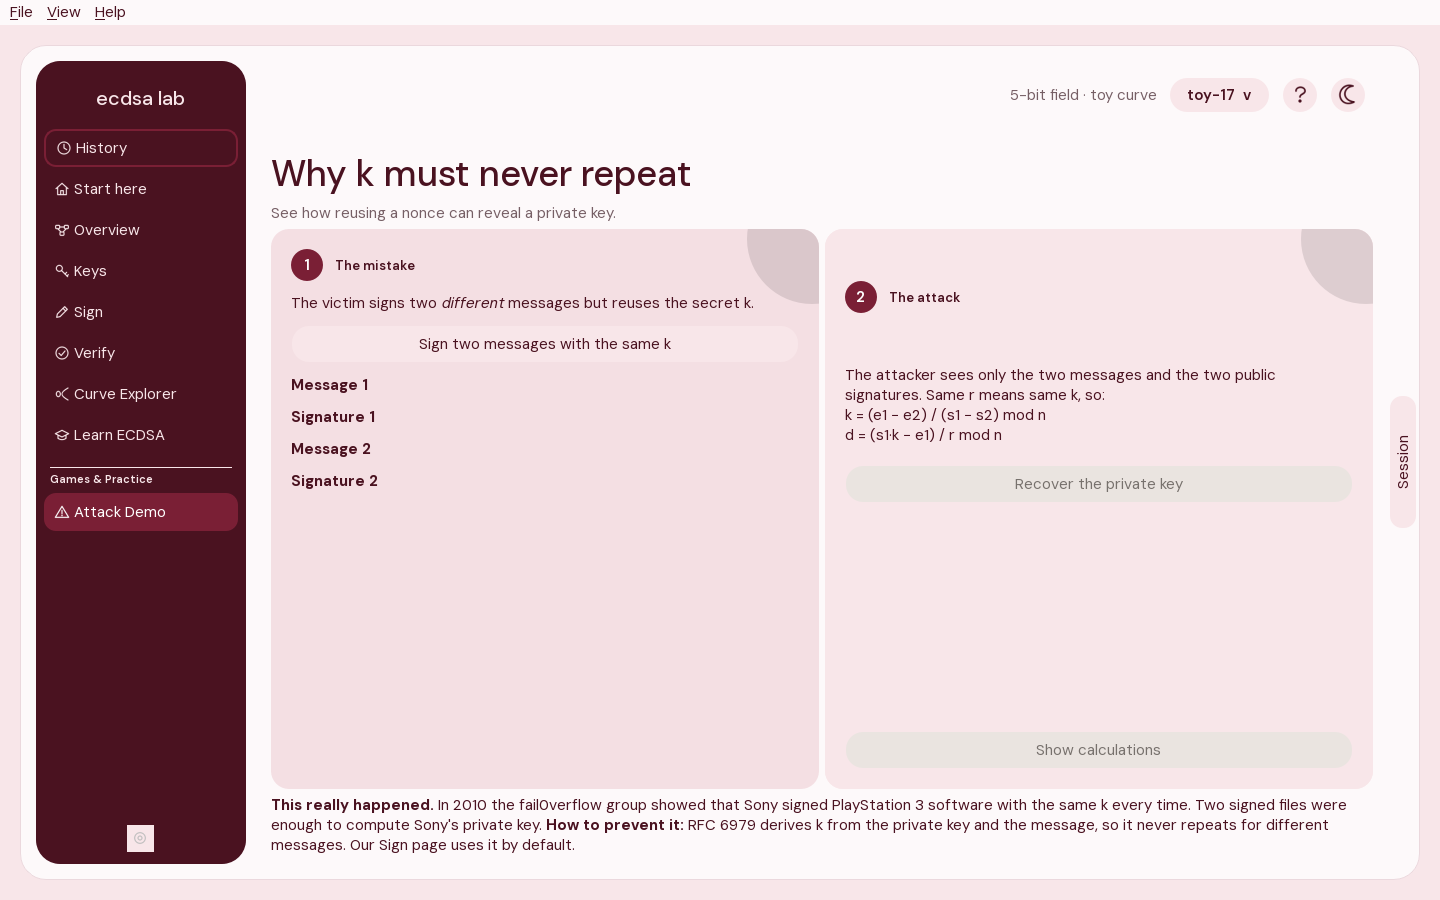 File View Help
ecdsa lab
History
Start here
Overview
Keys
Sign
Verify
Curve Explorer
Learn ECDSA
Games & Practice
Attack Demo
5-bit field · toy curve
toy-17 v
?
Why k must never repeat
See how reusing a nonce can reveal a private key.
1 The mistake
The victim signs two different messages but reuses the secret k.
Sign two messages with the same k
Message 1
Signature 1
Message 2
Signature 2
2 The attack
The attacker sees only the two messages and the two public
signatures. Same r means same k, so:
k = (e1 - e2) / (s1 - s2) mod n
d = (s1·k - e1) / r mod n
Recover the private key
Show calculations
Session
This really happened. In 2010 the fail0verflow group showed that Sony signed PlayStation 3 software with the same k every time. Two signed files were
enough to compute Sony's private key. How to prevent it: RFC 6979 derives k from the private key and the message, so it never repeats for different
messages. Our Sign page uses it by default.